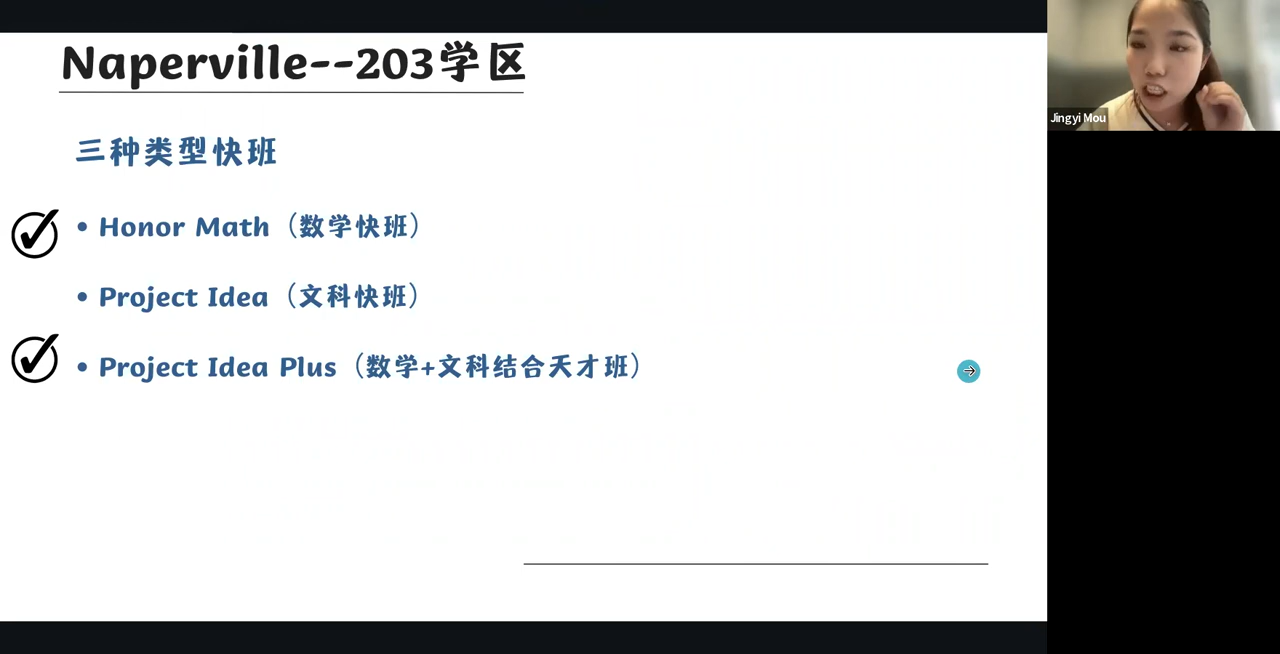 Naperville--203学区
三种类型快班
• Honor Math（数学快班）
• Project Idea（文科快班）
• Project Idea Plus（数学+文科结合天才班）
Jingyi Mou